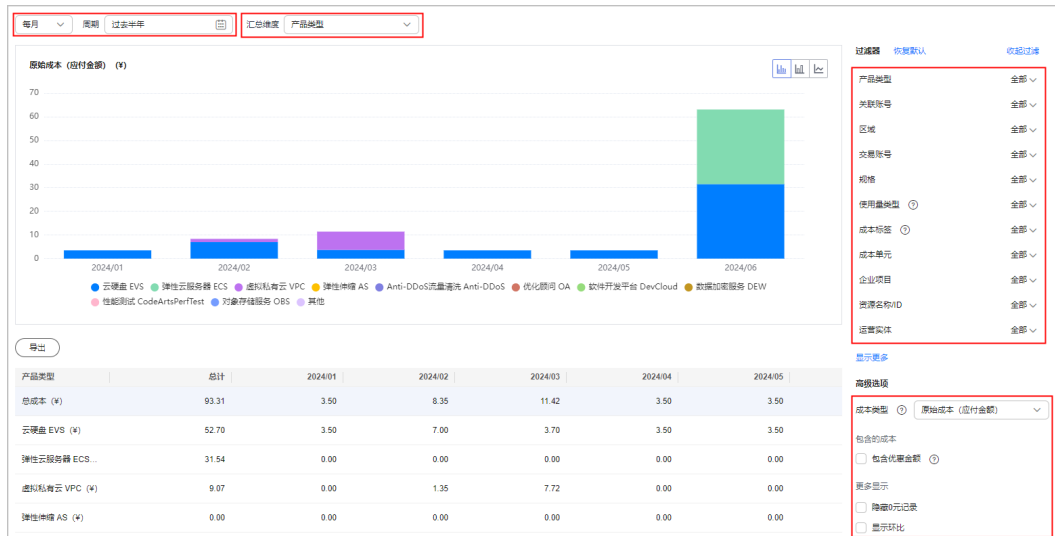 每月 周期 过去半年 汇总维度 产品类型
原始成本（应付金额）(¥)
70
60
50
40
30
20
10
0
2024/01 2024/02 2024/03 2024/04 2024/05 2024/06
云硬盘 EVS 弹性云服务器 ECS 虚拟私有云 VPC 弹性伸缩 AS Anti-DDoS流量清洗 Anti-DDoS 优化顾问 OA 软件开发平台 DevCloud 数据加密服务 DEW
性能测试 CodeArtsPerfTest 对象存储服务 OBS 其他
导出
产品类型 总计 2024/01 2024/02 2024/03 2024/04 2024/05
总成本 (¥) 93.31 3.50 8.35 11.42 3.50 3.50
云硬盘 EVS (¥) 52.70 3.50 7.00 3.70 3.50 3.50
弹性云服务器 ECS... 31.54 0.00 0.00 0.00 0.00 0.00
虚拟私有云 VPC (¥) 9.07 0.00 1.35 7.72 0.00 0.00
弹性伸缩 AS (¥) 0.00 0.00 0.00 0.00 0.00 0.00
过滤器 恢复默认 收起过滤
产品类型 全部
关联账号 全部
区域 全部
交易账号 全部
规格 全部
使用量类型 ? 全部
成本标签 ? 全部
成本单元 全部
企业项目 全部
资源名称/ID 全部
运营实体 全部
显示更多
高级选项
成本类型 ? 原始成本（应付金额）
包含的成本
包含优惠金额 ?
更多显示
隐藏0元记录
显示环比